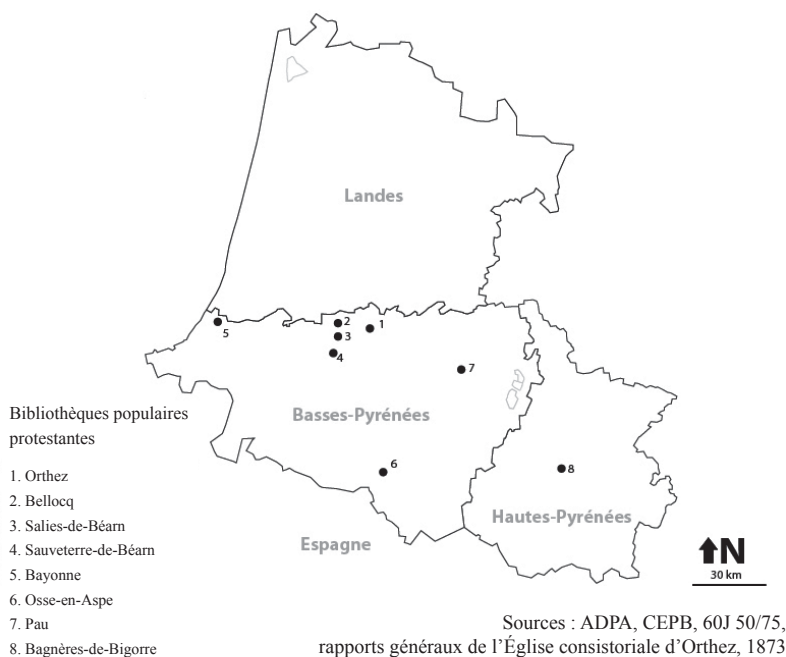 Landes
5
2
1
3
4
7
Basses-Pyrénées
6
8
Hautes-Pyrénées
Espagne
N
30 km
Bibliothèques populaires
protestantes
1. Orthez
2. Bellocq
3. Salies-de-Béarn
4. Sauveterre-de-Béarn
5. Bayonne
6. Osse-en-Aspe
7. Pau
8. Bagnères-de-Bigorre
Sources : ADPA, CEPB, 60J 50/75,
rapports généraux de l’Église consistoriale d’Orthez, 1873